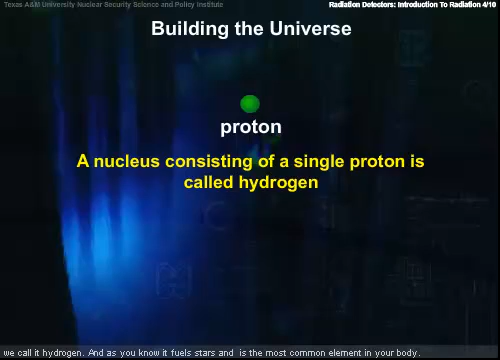 Texas A&M University Nuclear Security Science and Policy Institute
Radiation Detectors: Introduction To Radiation 4/10
Building the Universe
proton
A nucleus consisting of a single proton is
called hydrogen
we call it hydrogen. And as you know it fuels stars and  is the most common element in your body.